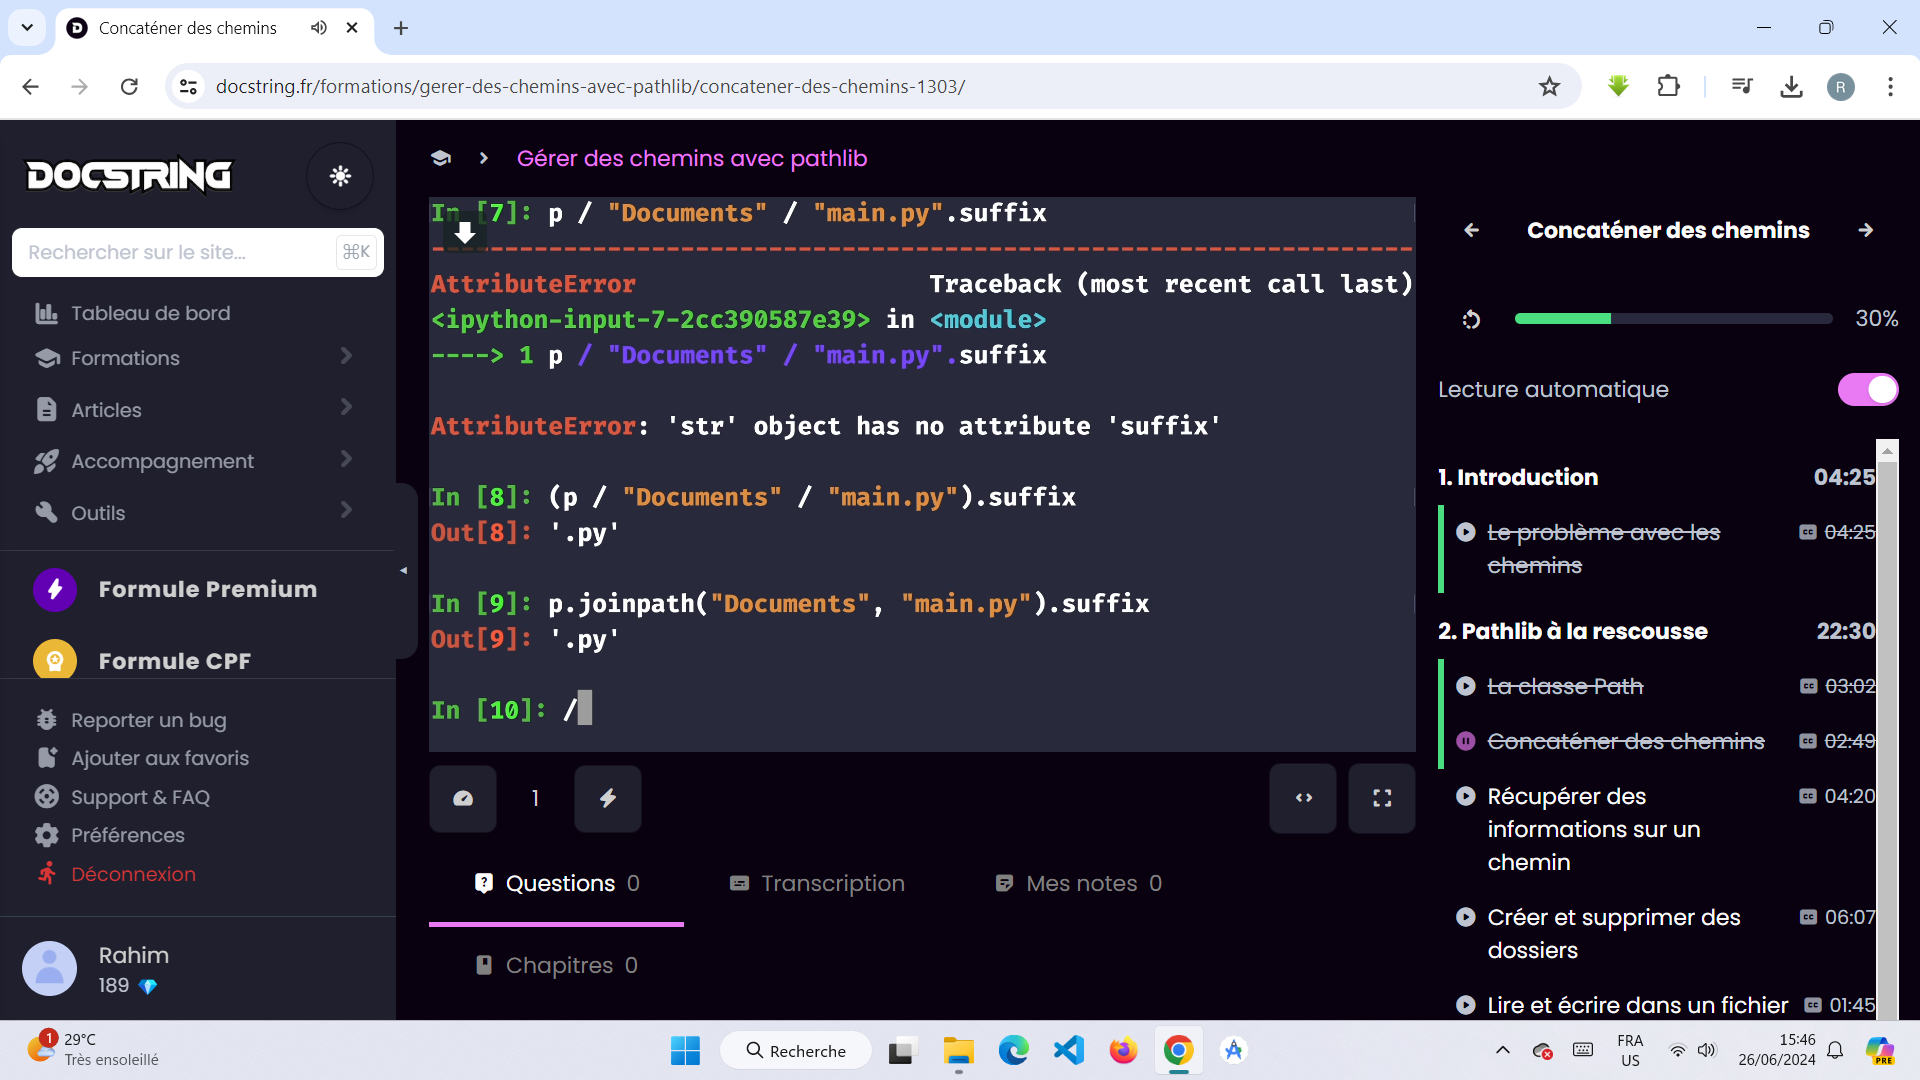 Concaténer des chemins
docstring.fr/formations/gerer-des-chemins-avec-pathlib/concatener-des-chemins-1303/
R
DOCSTRING
Rechercher sur le site...
⌘K
Tableau de bord
Formations
Articles
Accompagnement
Outils
Formule Premium
Formule CPF
Reporter un bug
Ajouter aux favoris
Support & FAQ
Préférences
Déconnexion
Rahim
189
Gérer des chemins avec pathlib
In [7]: p / "Documents" / "main.py".suffix
---------------------------------------------------------------------------
AttributeError Traceback (most recent call last)
<ipython-input-7-2cc390587e39> in <module>
----> 1 p / "Documents" / "main.py".suffix
AttributeError: 'str' object has no attribute 'suffix'
In [8]: (p / "Documents" / "main.py").suffix
Out[8]: '.py'
In [9]: p.joinpath("Documents", "main.py").suffix
Out[9]: '.py'
In [10]: /
1
Questions 0
Transcription
Mes notes 0
Chapitres 0
Concaténer des chemins
30%
Lecture automatique
1. Introduction 04:25
Le problème avec les
chemins
CC 04:25
2. Pathlib à la rescousse 22:30
La classe Path CC 03:02
Concaténer des chemins CC 02:49
Récupérer des
informations sur un
chemin
CC 04:20
Créer et supprimer des
dossiers
CC 06:07
Lire et écrire dans un fichier CC 01:45
1
29°C
Très ensoleillé
Recherche
FRA
US
15:46
26/06/2024
PRE